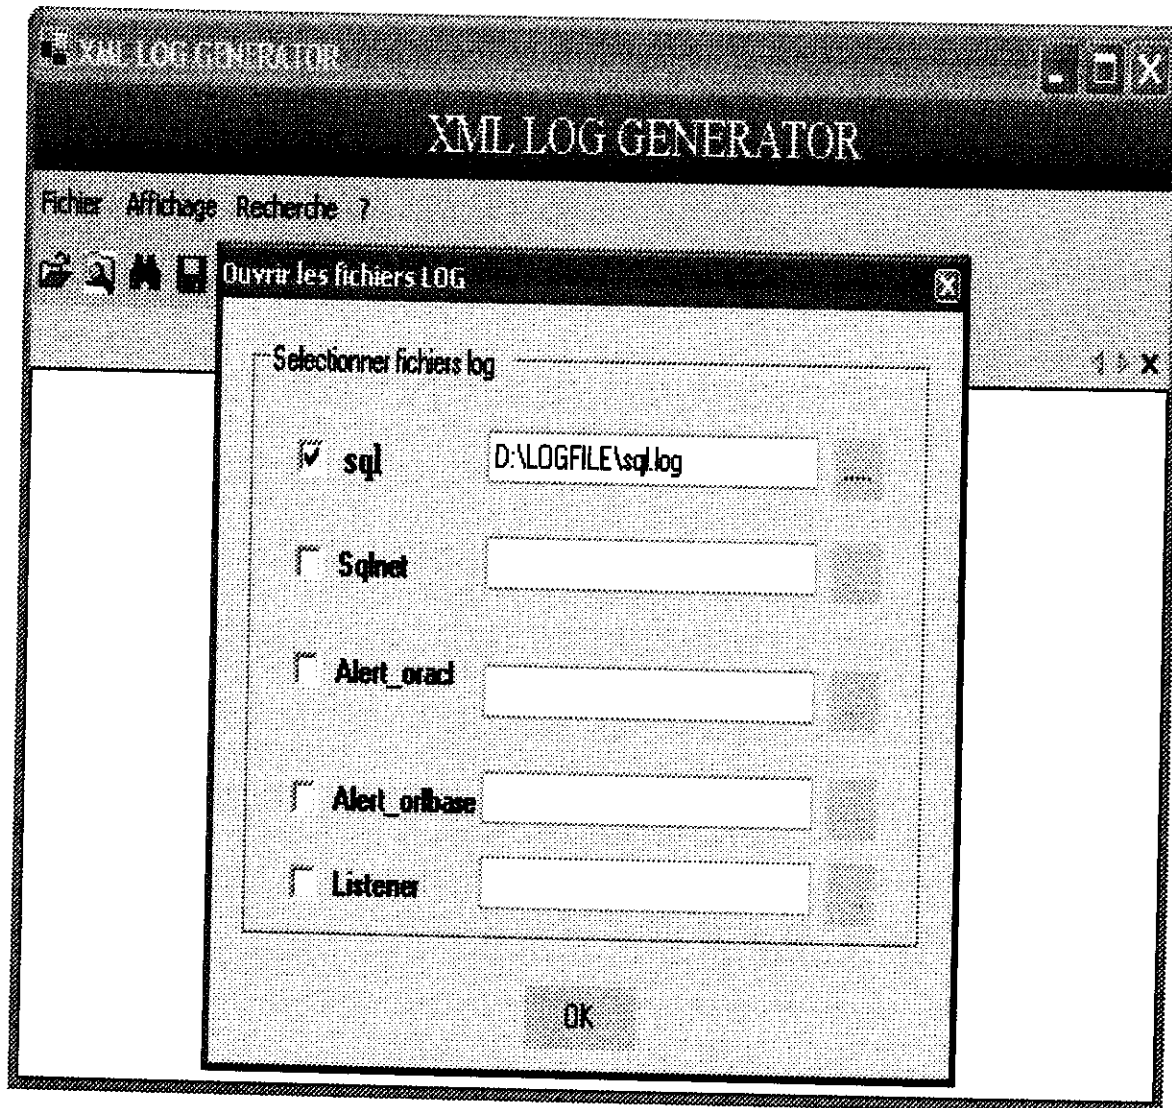 XML LOG GENERATOR
XML LOG GENERATOR
Fichier Affichage Recherche ?
Ouvrir les fichiers LOG
Selectionner fichiers log
sql D:\LOGFILE\sql.log .....
Sqlnet
Alert_oracl
Alert_orlbase
Listener
OK